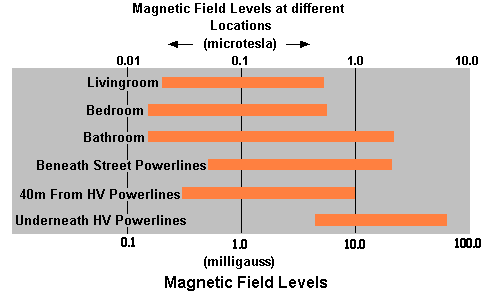 Magnetic Field Levels at different
Locations
(microtesla)
0.01 0.1 1.0 10.0
Livingroom
Bedroom
Bathroom
Beneath Street Powerlines
40m From HV Powerlines
Underneath HV Powerlines
0.1 1.0 10.0 100.0
(milligauss)
Magnetic Field Levels